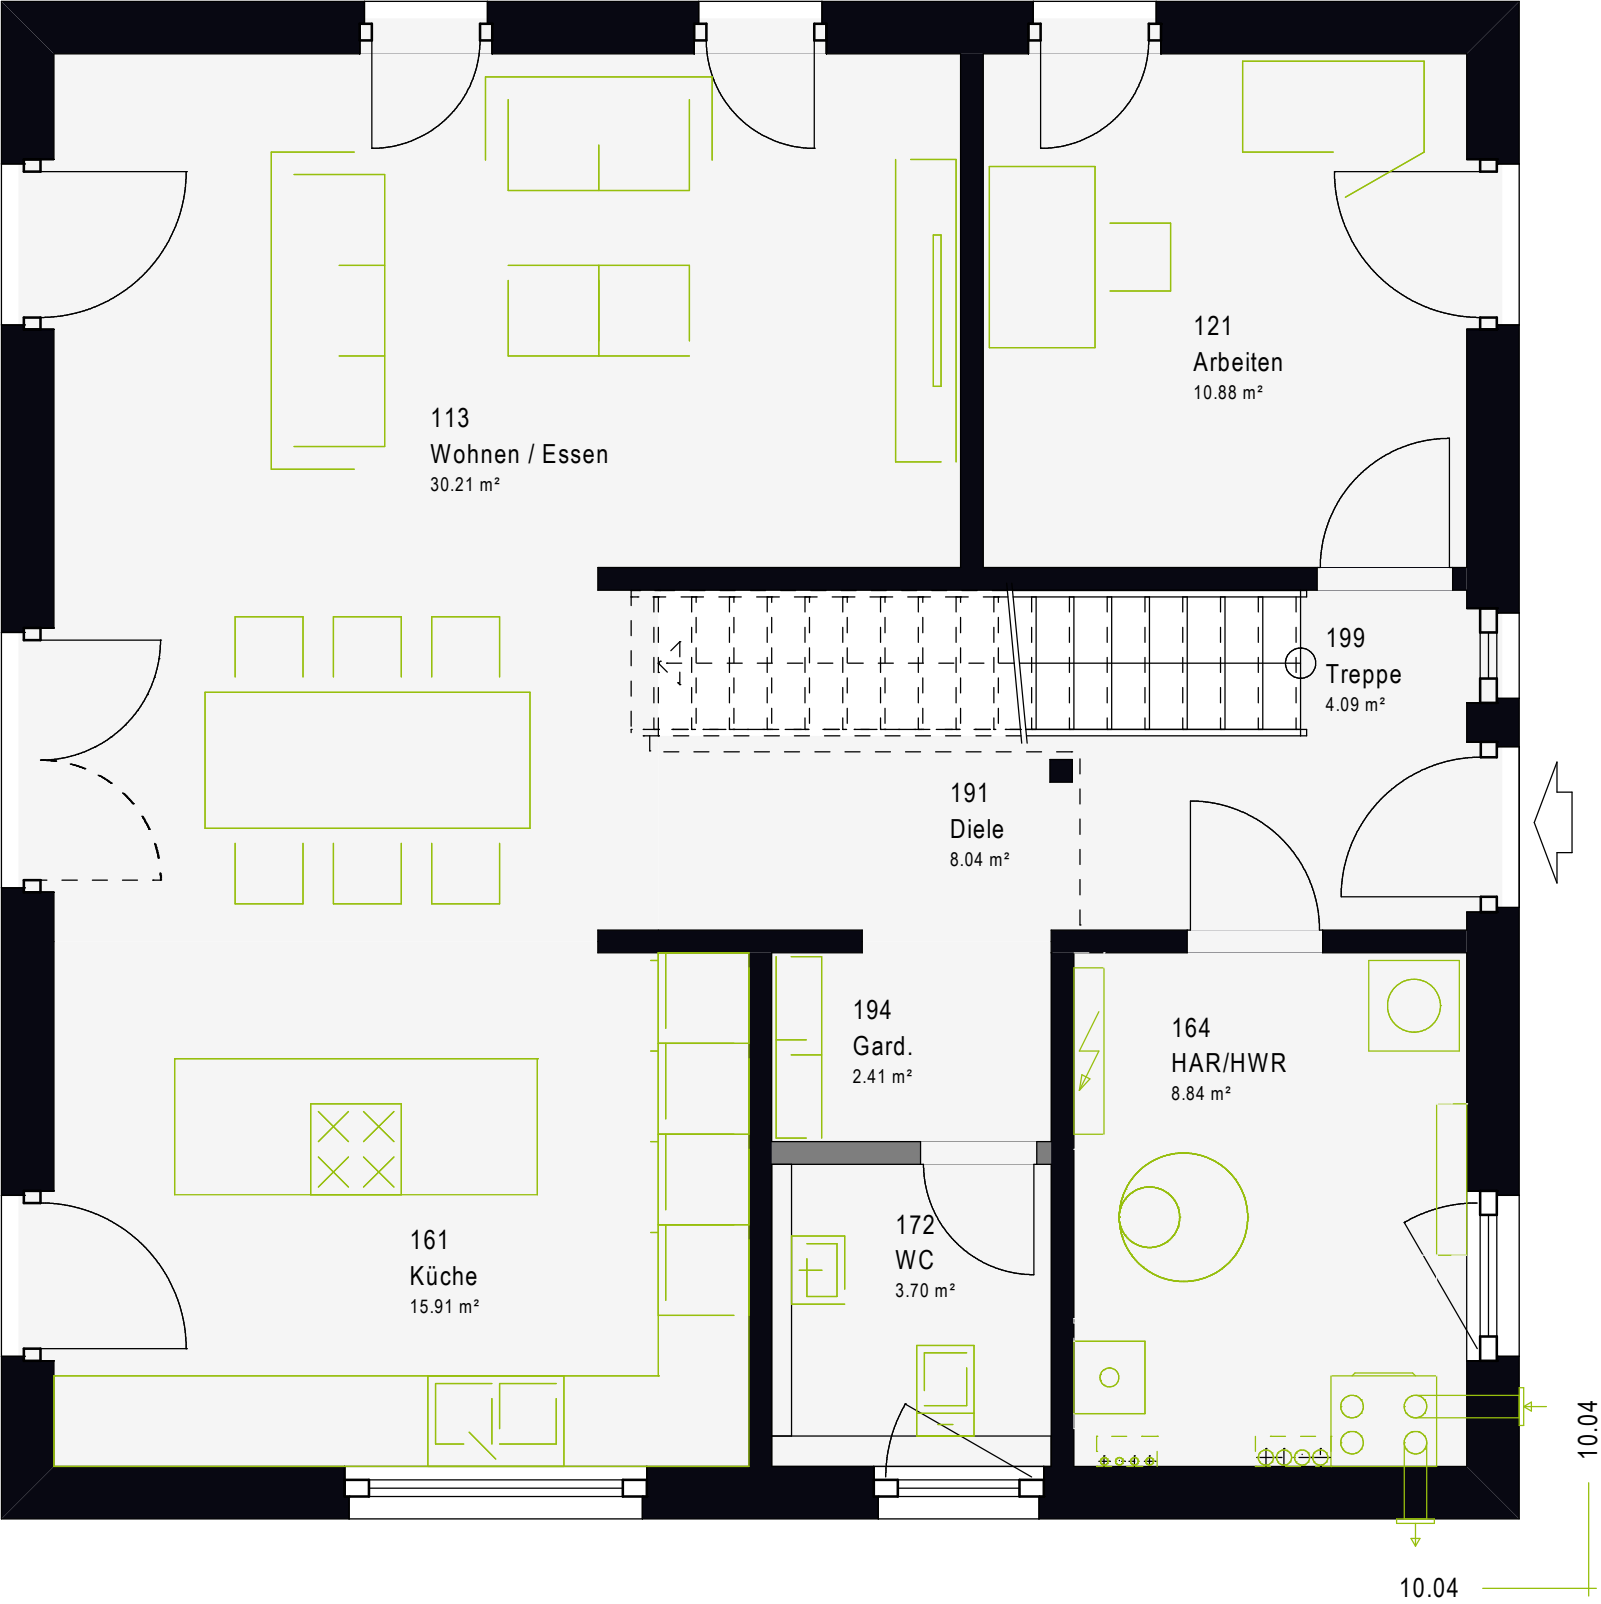 121
Arbeiten
10.88 m²
113
Wohnen / Essen
30.21 m²
199
Treppe
4.09 m²
191
Diele
8.04 m²
194
Gard.
2.41 m²
164
HAR/HWR
8.84 m²
172
WC
3.70 m²
161
Küche
15.91 m²
10.04
10.04